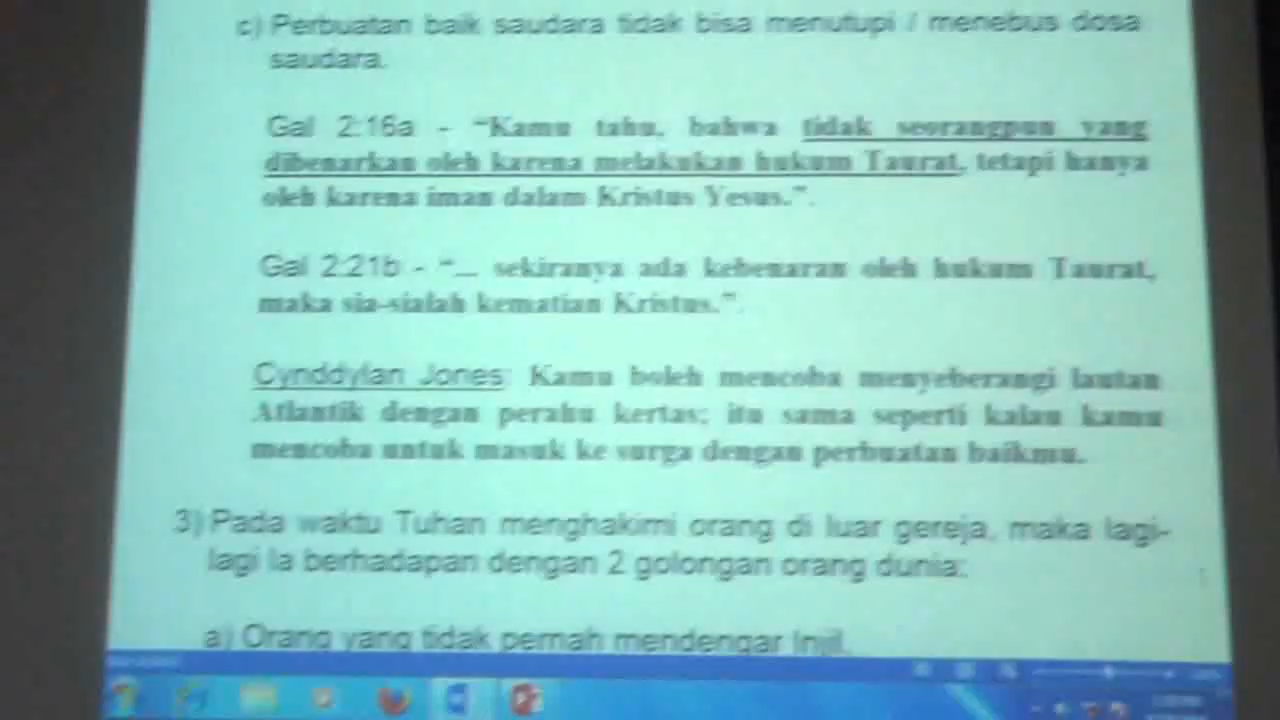 c) Perbuatan baik saudara tidak bisa menutupi / menebus dosa
saudara.
Gal 2:16a - “Kamu tahu, bahwa tidak seorangpun yang
dibenarkan oleh karena melakukan hukum Taurat, tetapi hanya
oleh karena iman dalam Kristus Yesus.”.
Gal 2:21b - “... sekiranya ada kebenaran oleh hukum Taurat,
maka sia-sialah kematian Kristus.”.
Cynddylan Jones: Kamu boleh mencoba menyeberangi lautan
Atlantik dengan perahu kertas; itu sama seperti kalau kamu
mencoba untuk masuk ke surga dengan perbuatan baikmu.
3) Pada waktu Tuhan menghakimi orang di luar gereja, maka lagi-
lagi Ia berhadapan dengan 2 golongan orang dunia:
a) Orang yang tidak pernah mendengar Injil.